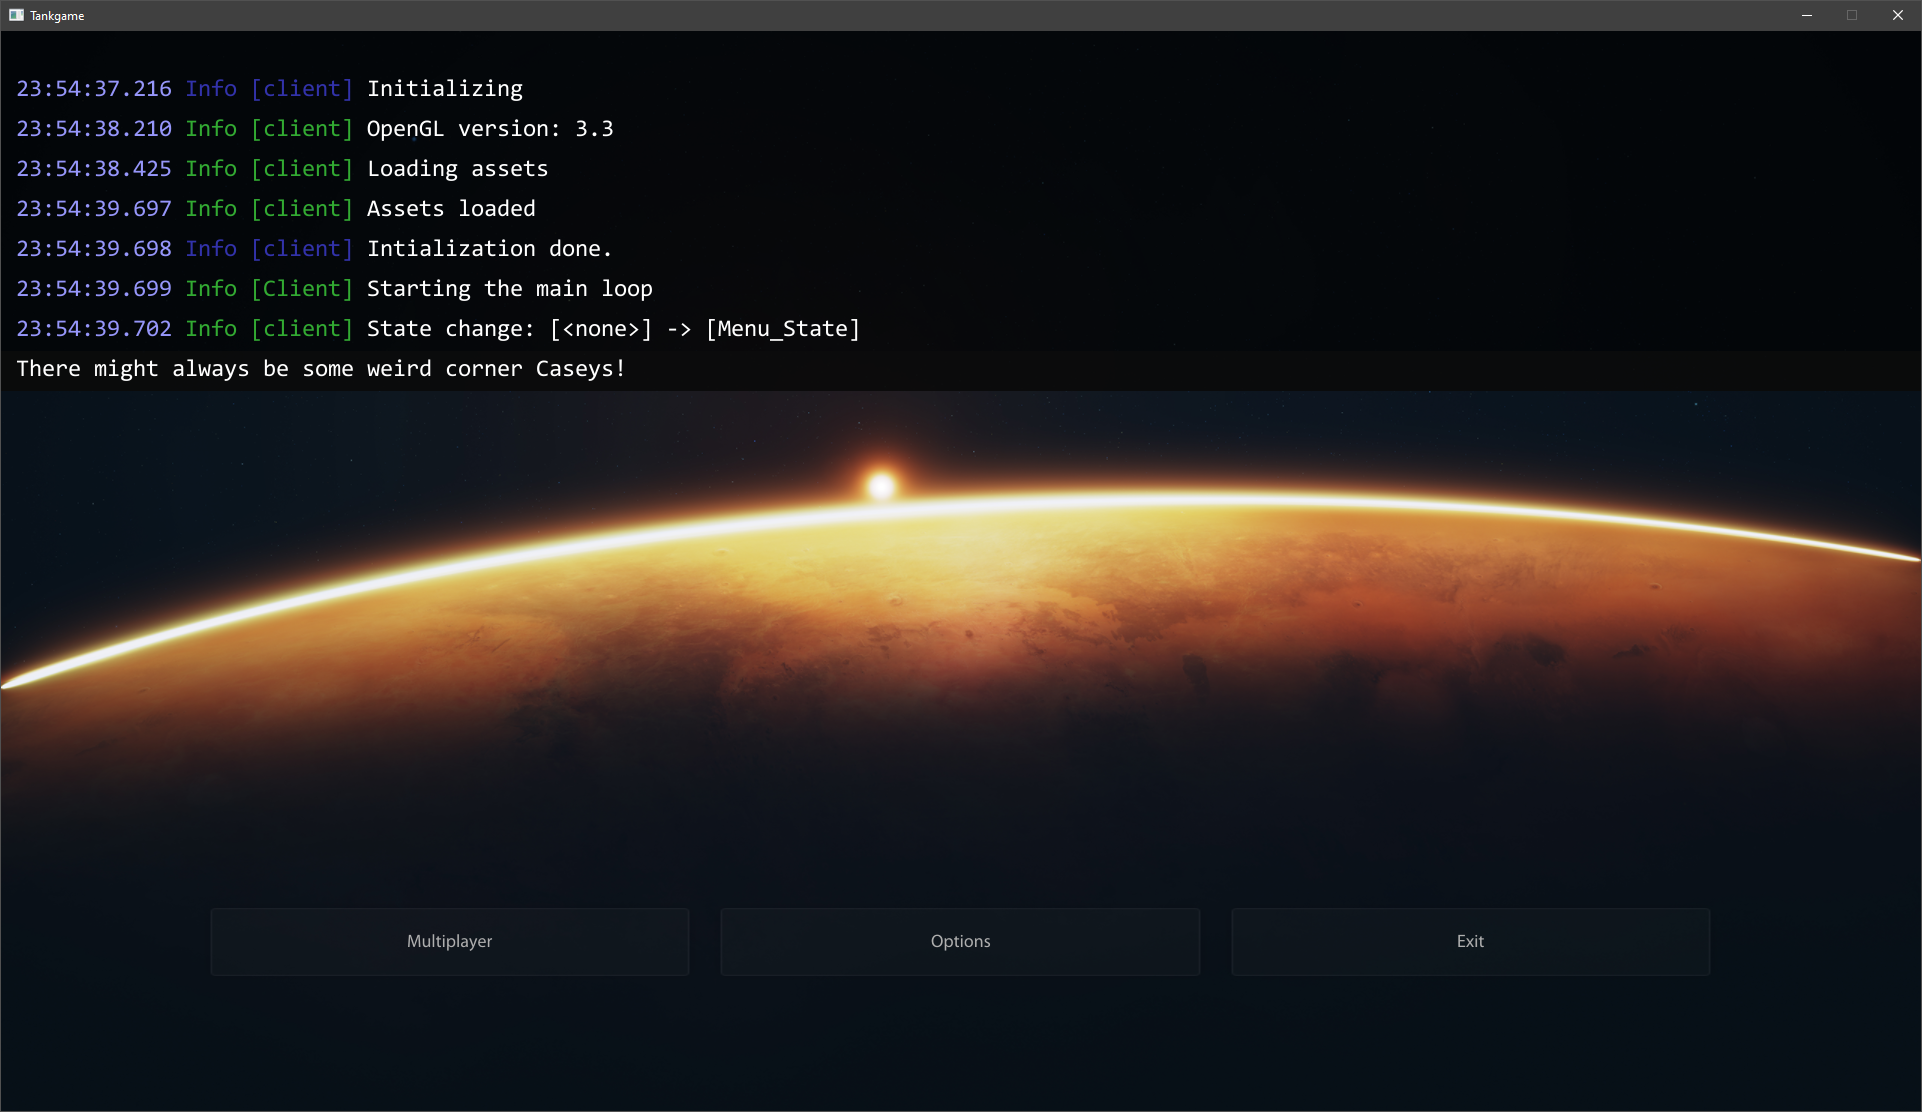 Tankgame
23:54:37.216 Info [client] Initializing
23:54:38.210 Info [client] OpenGL version: 3.3
23:54:38.425 Info [client] Loading assets
23:54:39.697 Info [client] Assets loaded
23:54:39.698 Info [client] Intialization done.
23:54:39.699 Info [Client] Starting the main loop
23:54:39.702 Info [client] State change: [<none>] -> [Menu_State]
There might always be some weird corner Caseys!
Multiplayer
Options
Exit